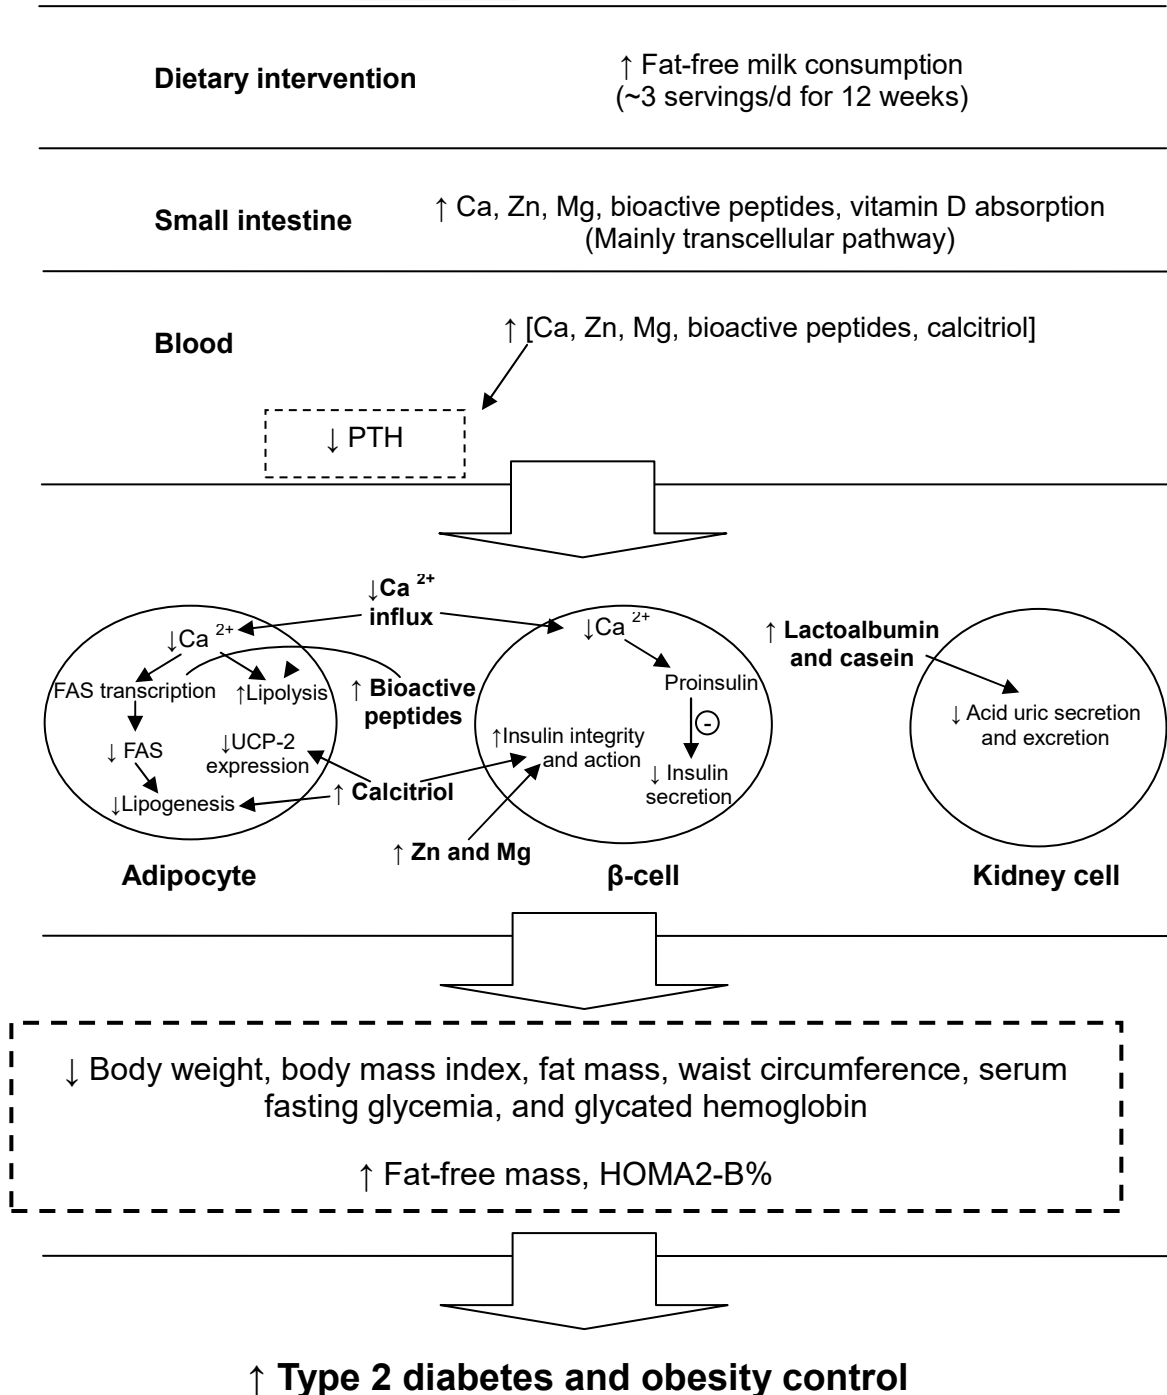 Dietary intervention
↑ Fat-free milk consumption
(~3 servings/d for 12 weeks)
Small intestine
↑ Ca, Zn, Mg, bioactive peptides, vitamin D absorption
(Mainly transcellular pathway)
Blood
↑ [Ca, Zn, Mg, bioactive peptides, calcitriol]
↓ PTH
↓Ca 2+
influx
↓Ca 2+
FAS transcription
↑Lipolysis
↓ FAS
↓UCP-2
expression
↓Lipogenesis
↑ Bioactive
peptides
↑ Calcitriol
↑ Zn and Mg
↓Ca 2+
Proinsulin
-
↑Insulin integrity
and action
↓ Insulin
secretion
↑ Lactoalbumin
and casein
↓ Acid uric secretion
and excretion
Adipocyte
β-cell
Kidney cell
↓ Body weight, body mass index, fat mass, waist circumference, serum
fasting glycemia, and glycated hemoglobin
↑ Fat-free mass, HOMA2-B%
↑ Type 2 diabetes and obesity control